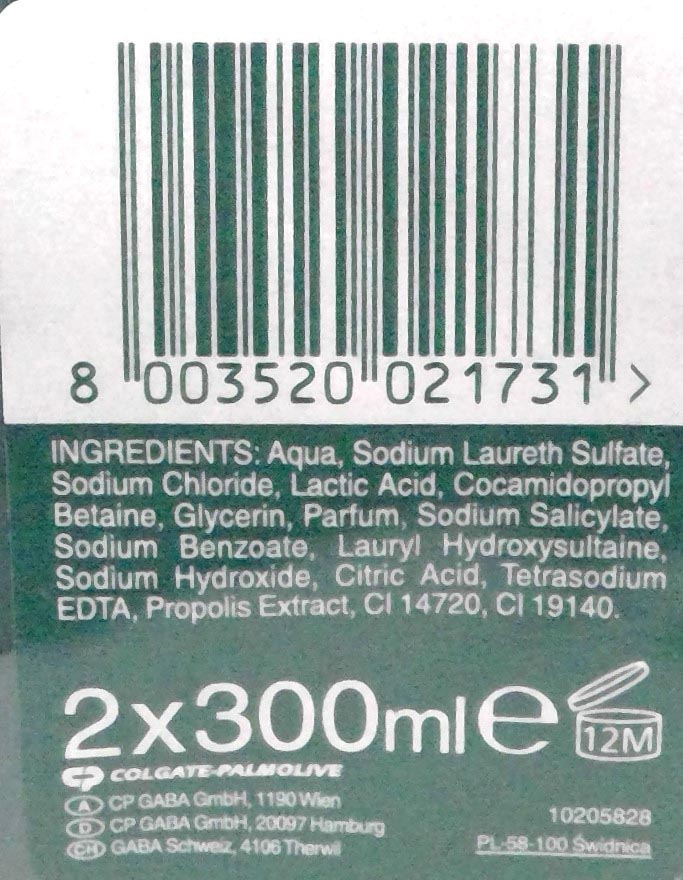 8 003520 021731 >
INGREDIENTS: Aqua, Sodium Laureth Sulfate,
Sodium Chloride, Lactic Acid, Cocamidopropyl
Betaine, Glycerin, Parfum, Sodium Salicylate,
Sodium Benzoate, Lauryl Hydroxysultaine,
Sodium Hydroxide, Citric Acid, Tetrasodium
EDTA, Propolis Extract, CI 14720, CI 19140.
2x300ml e 12M
CP COLGATE-PALMOLIVE
A CP GABA GmbH, 1190 Wien
D CP GABA GmbH, 20097 Hamburg
CH GABA Schweiz, 4106 Therwil
10205828
PL-58-100 Świdnica